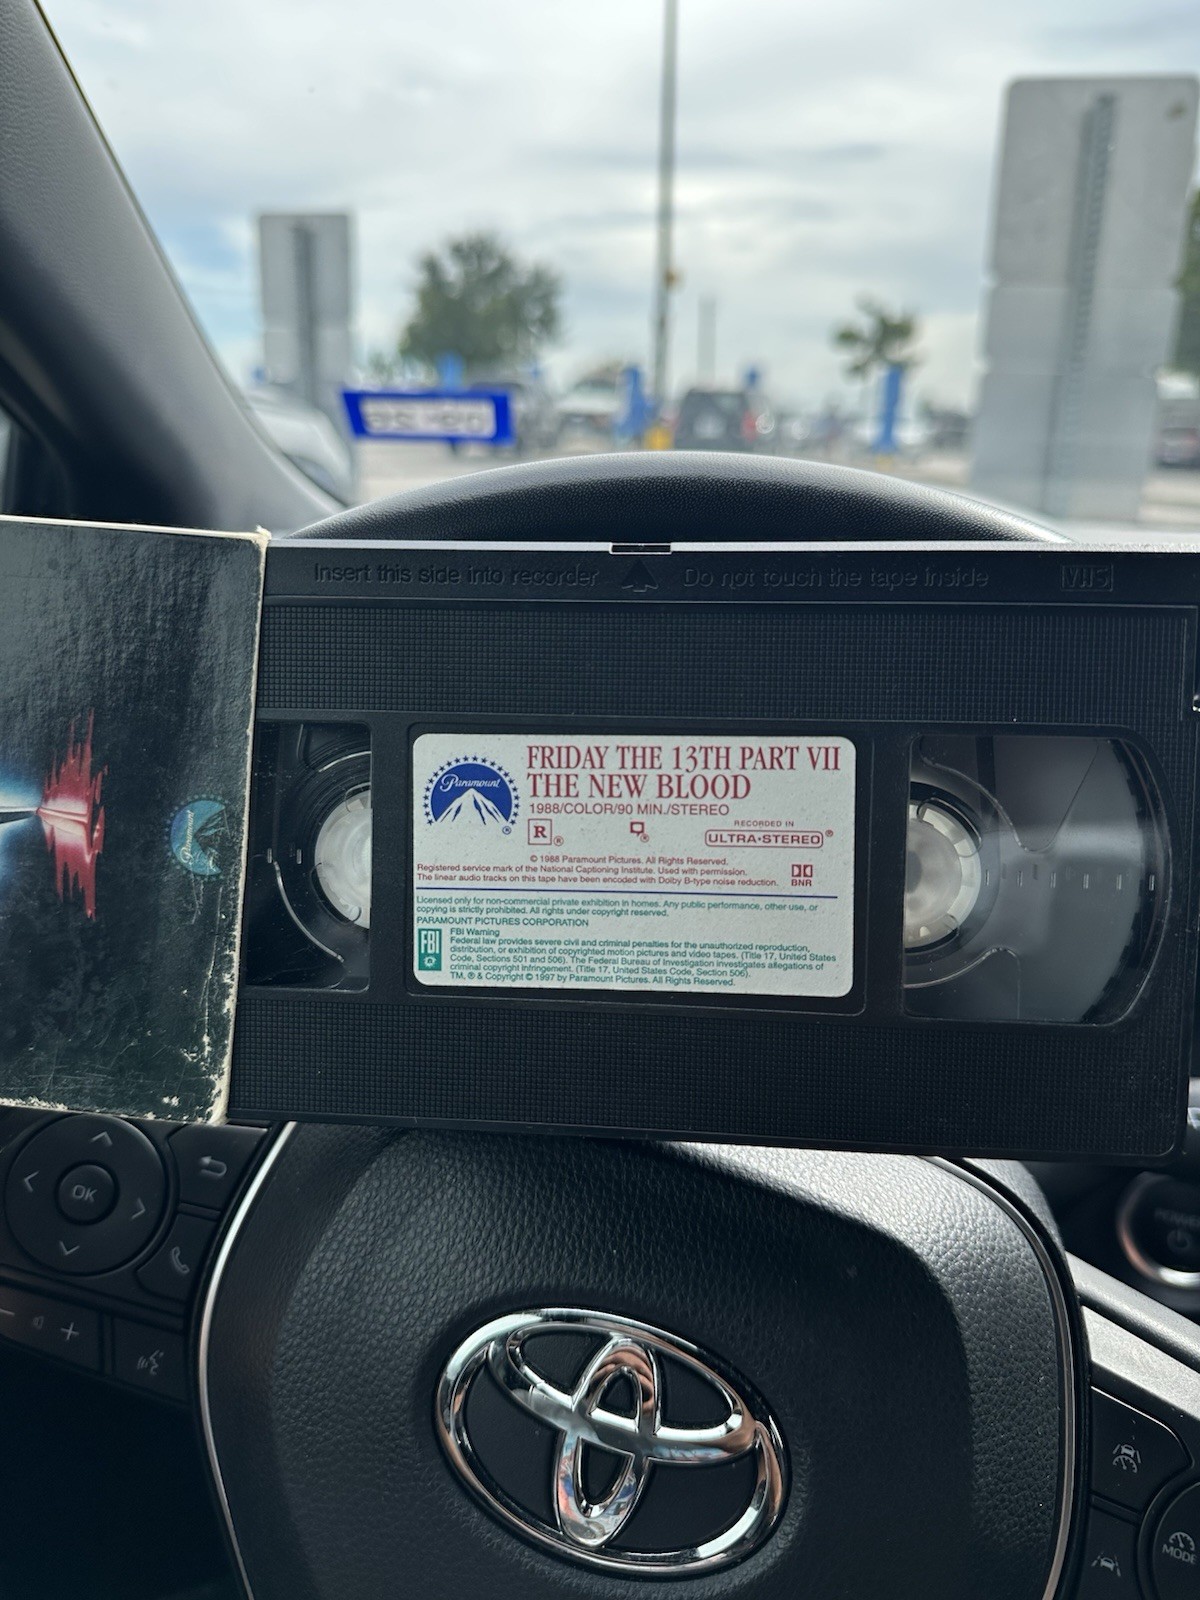 Insert this side into recorder
Do not touch the tape inside
VHS
Paramount
FRIDAY THE 13TH PART VII
THE NEW BLOOD
1988/COLOR/90 MIN./STEREO
R ®
®
RECORDED IN
ULTRA•STEREO®
© 1988 Paramount Pictures. All Rights Reserved.
Registered service mark of the National Captioning Institute. Used with permission.
The linear audio tracks on this tape have been encoded with Dolby B-type noise reduction.
BNR
Licensed only for non-commercial private exhibition in homes. Any public performance, other use, or
copying is strictly prohibited. All rights under copyright reserved.
PARAMOUNT PICTURES CORPORATION
FBI
FBI Warning
Federal law provides severe civil and criminal penalties for the unauthorized reproduction,
distribution, or exhibition of copyrighted motion pictures and video tapes. (Title 17, United States
Code, Sections 501 and 506). The Federal Bureau of Investigation investigates allegations of
criminal copyright infringement. (Title 17, United States Code, Section 506).
TM, ® & Copyright © 1997 by Paramount Pictures. All Rights Reserved.
Paramount
OK
MODE